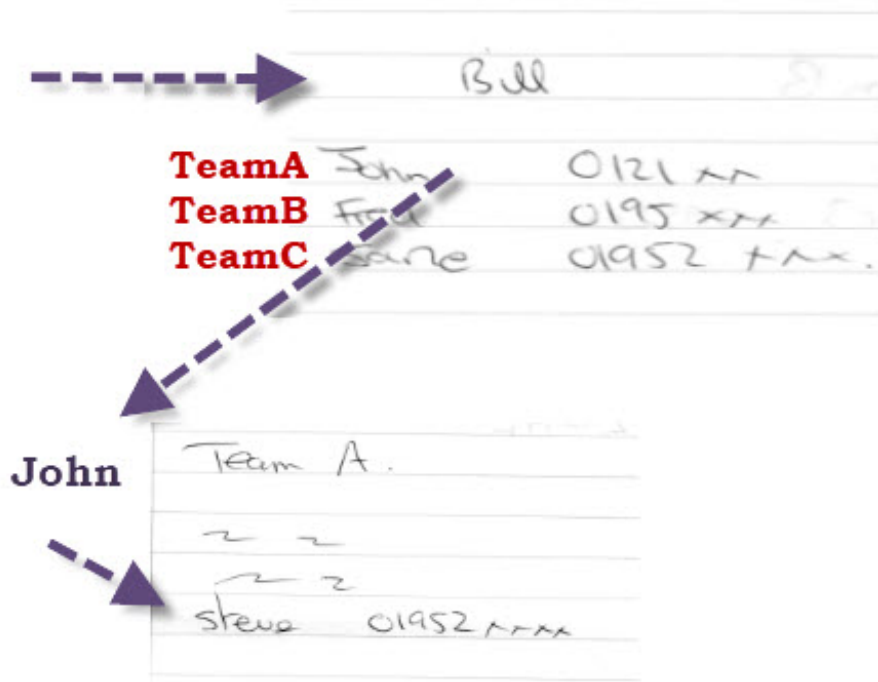 Bill
TeamA John 0121 xx
TeamB Fred 0195 xxx
TeamC Jane 01952 xxx.
John
Team A.
~ ~
~ ~
Steve 01952 xxxx